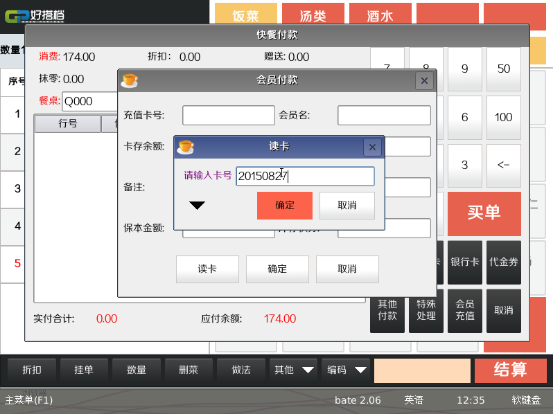 好搭档
饭菜 汤类 酒水
数量
快餐付款
消费: 174.00 折扣: 0.00 赠送: 0.00
抹零: 0.00
餐桌: Q000
序号
行号
1
2
3
4
5
9 50
6 100
3 <-
买单
银行卡 代金券
其他付款 特殊处理 会员充值 取消
实付合计: 0.00 应付余额: 174.00
会员付款
充值卡号: 会员名:
卡存余额:
备注:
保本金额:
读卡 确定 取消
读卡
请输入卡号 20150827
确定 取消
折扣 挂单 数量 删菜 做法 其他 编码 结算
主菜单(F1) bate 2.06 英语 12:35 软键盘